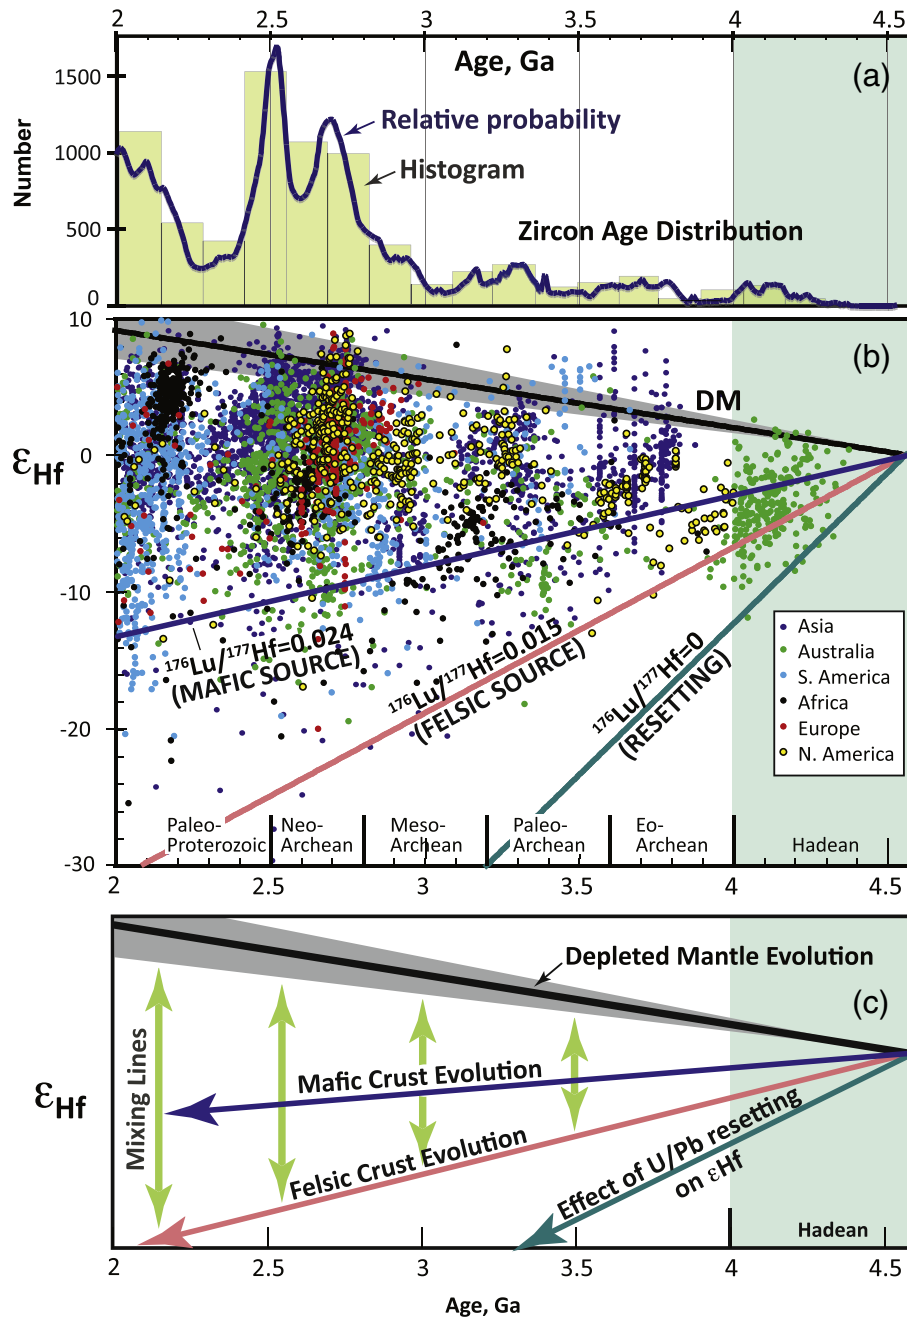 2 2.5 3 3.5 4 4.5
Age, Ga
(a)
1500
Relative probability
Number
1000
Histogram
500
Zircon Age Distribution
0
10
(b)
DM
εHf
0
-10
176Lu/177Hf=0.024
(MAFIC SOURCE)
176Lu/177Hf=0.015
(FELSIC SOURCE)
176Lu/177Hf=0
(RESETTING)
Asia
Australia
S. America
Africa
Europe
N. America
-20
Paleo-
Proterozoic
Neo-
Archean
Meso-
Archean
Paleo-
Archean
Eo-
Archean
Hadean
-30
2 2.5 3 3.5 4 4.5
Depleted Mantle Evolution
(c)
Mixing Lines
εHf
Mafic Crust Evolution
Felsic Crust Evolution
Effect of U/Pb resetting
on εHf
Hadean
2 2.5 3 3.5 4 4.5
Age, Ga